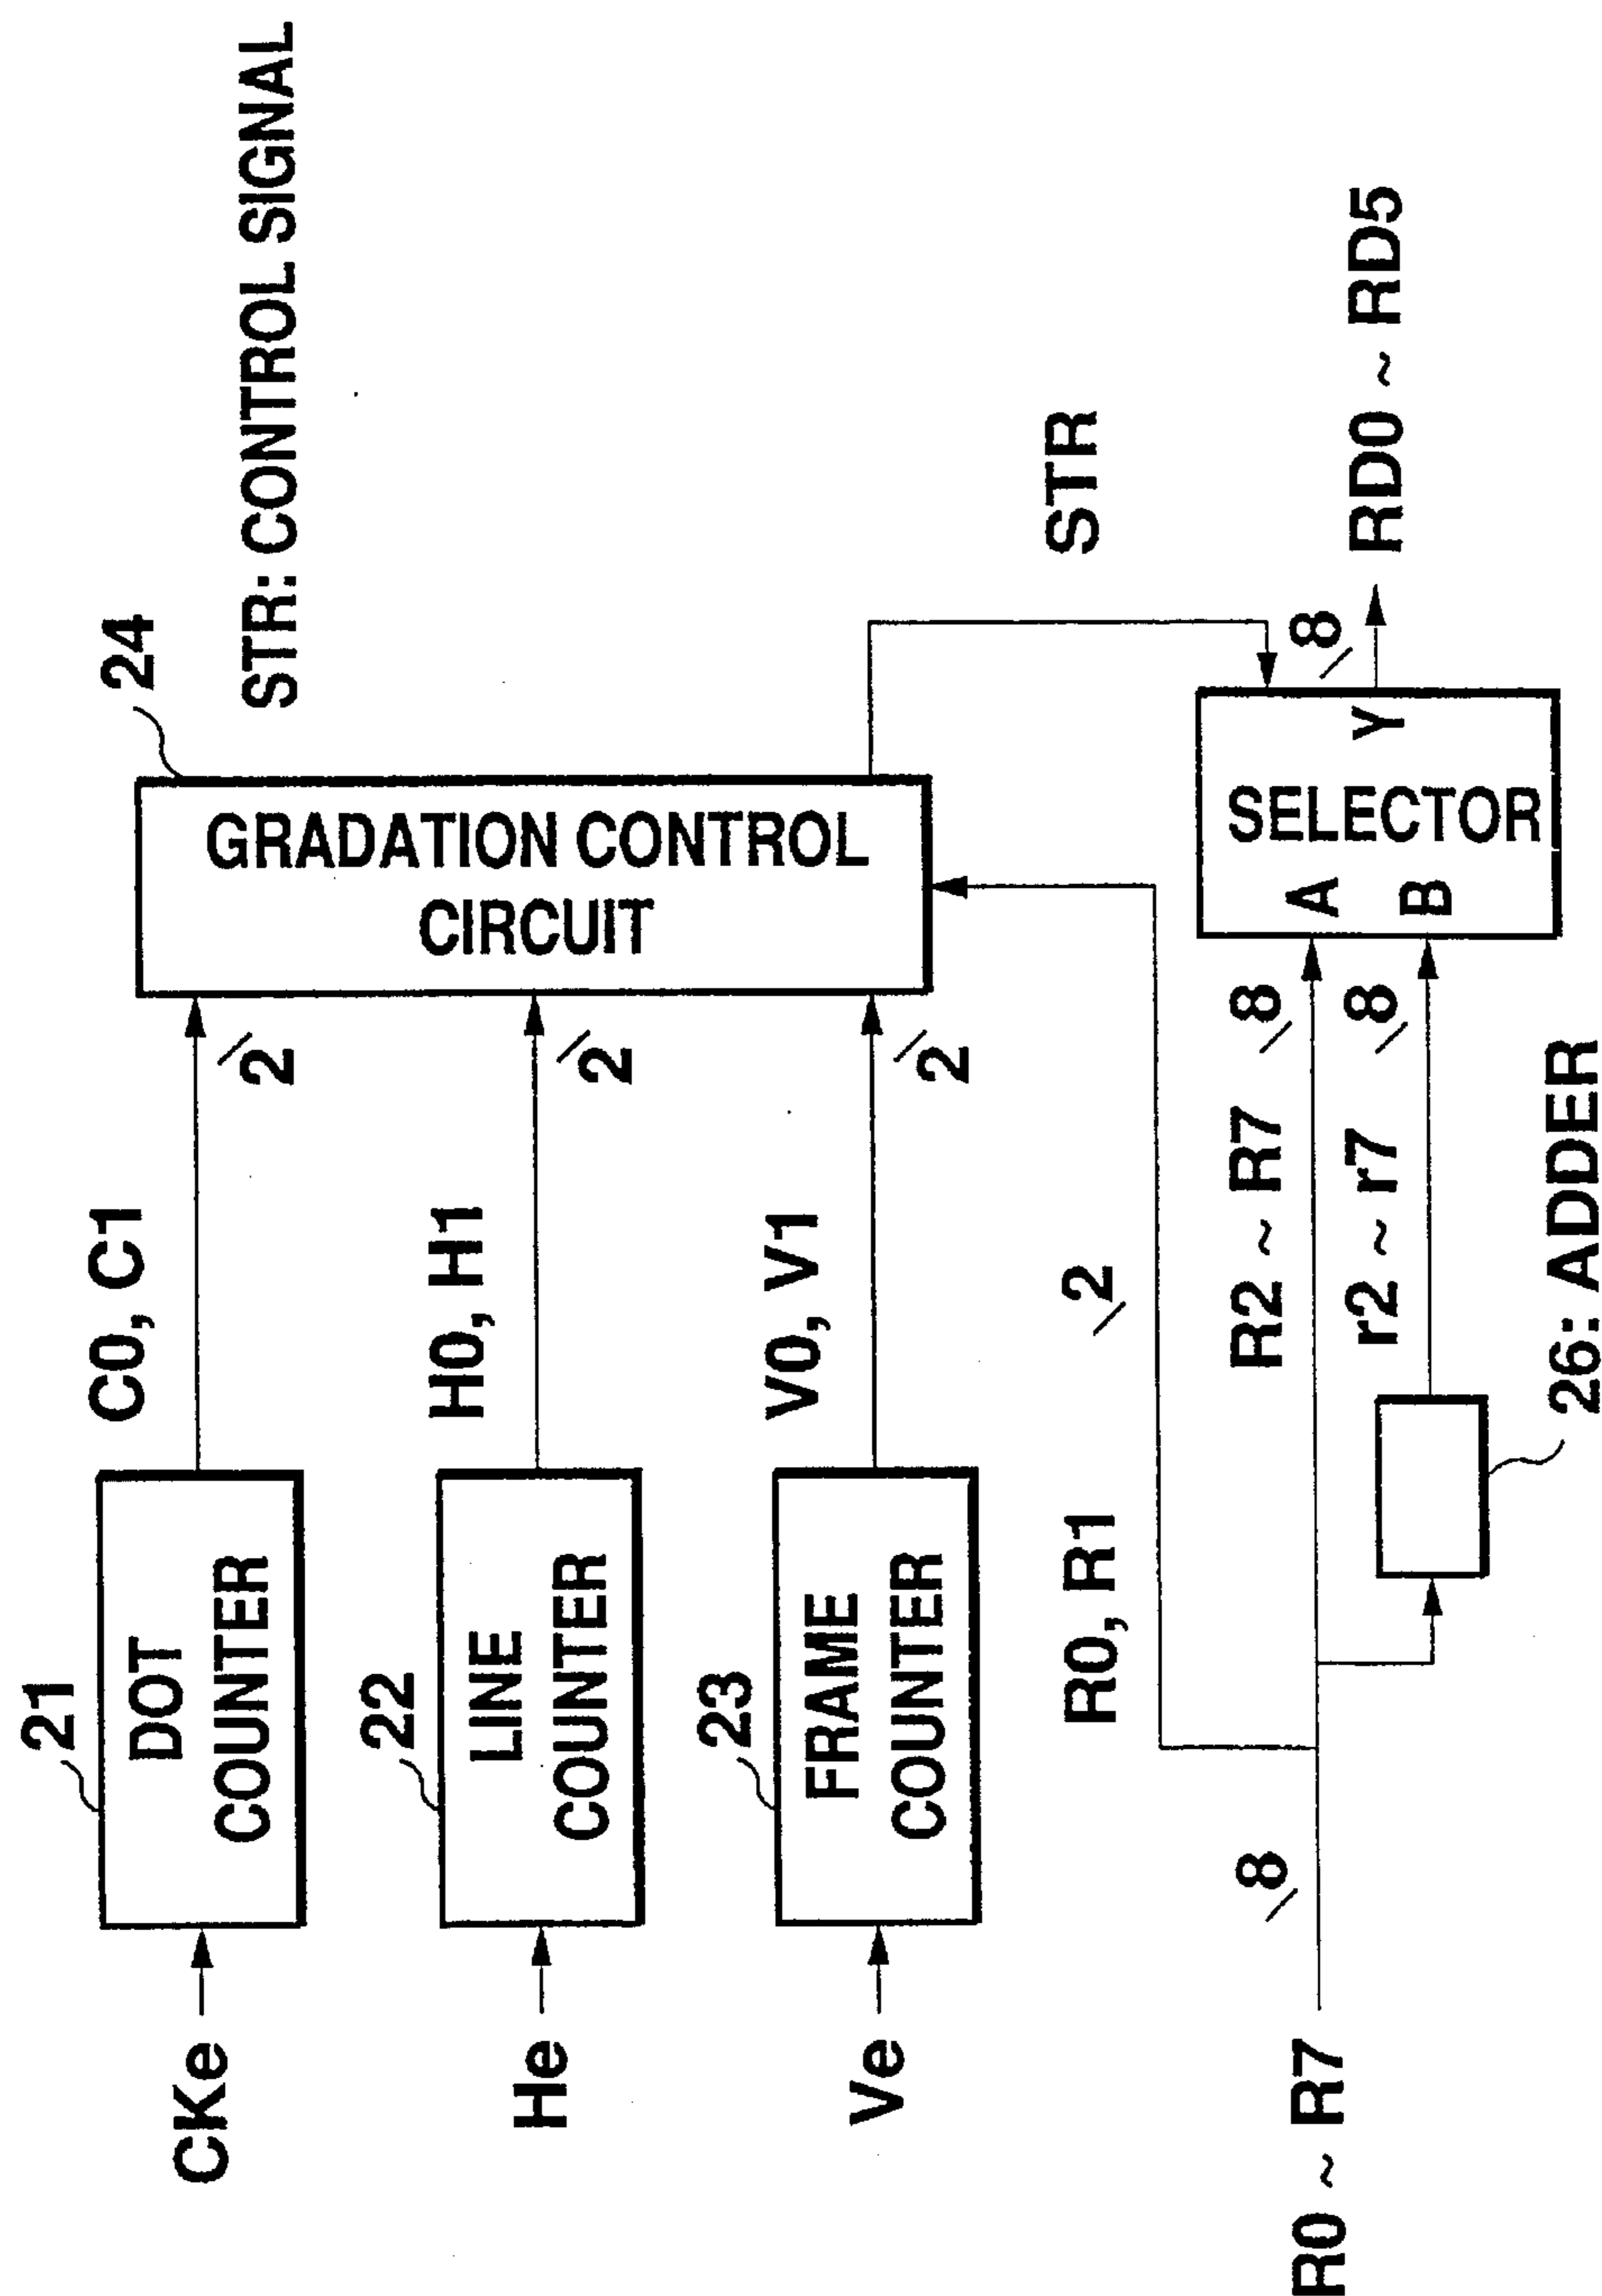 STR: CONTROL SIGNAL
21
DOT
COUNTER
CKe
C0, C1
2
22
LINE
COUNTER
He
H0, H1
2
23
FRAME
COUNTER
Ve
V0, V1
2
24
GRADATION CONTROL
CIRCUIT
STR
R0, R1
2
R0 ~ R7
8
R2 ~ R7
8
r2 ~ r7
8
26: ADDER
A
B
SELECTOR
Y
8
RD0 ~ RD5